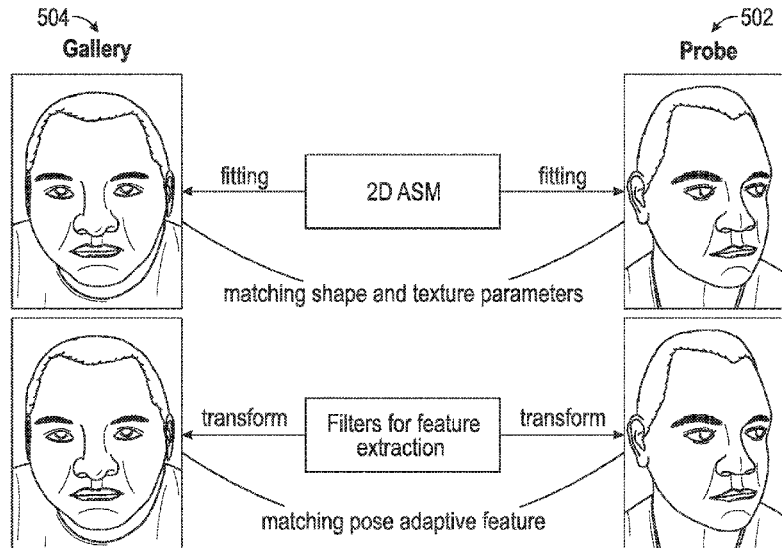 504
502
Gallery
Probe
fitting
2D ASM
fitting
matching shape and texture parameters
transform
Filters for feature
extraction
transform
matching pose adaptive feature